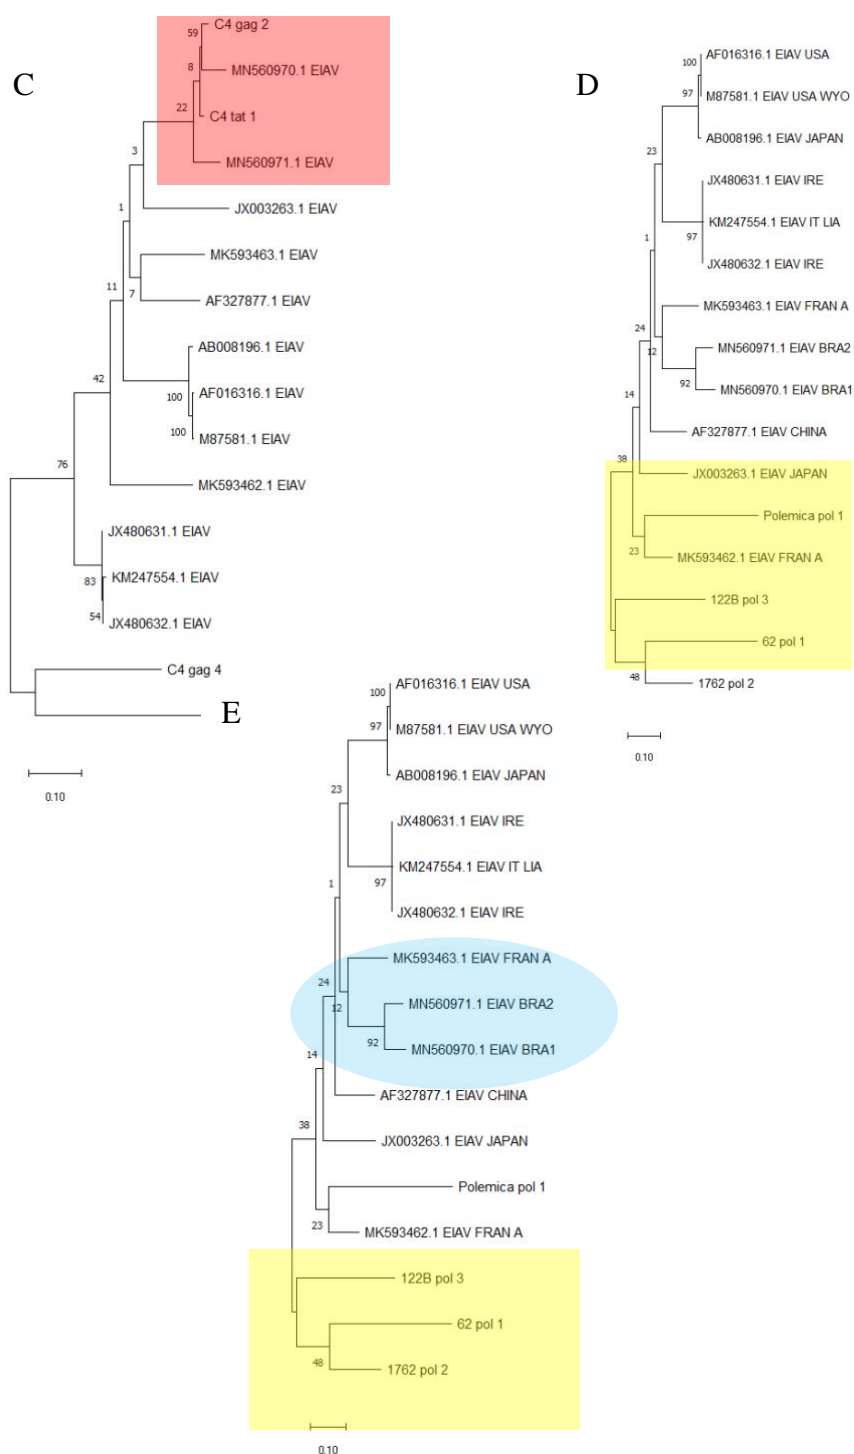 C
59
C4 gag 2
8
MN560970.1 EIAV
22
C4 tat 1
MN560971.1 EIAV
3
JX003263.1 EIAV
1
MK593463.1 EIAV
7
AF327877.1 EIAV
11
AB008196.1 EIAV
AF016316.1 EIAV
100
M87581.1 EIAV
100
42
MK593462.1 EIAV
76
JX480631.1 EIAV
KM247554.1 EIAV
83
JX480632.1 EIAV
54
C4 gag 4
0.10
D
AF016316.1 EIAV USA
100
M87581.1 EIAV USA WYO
97
AB008196.1 EIAV JAPAN
23
JX480631.1 EIAV IRE
KM247554.1 EIAV IT LIA
97
JX480632.1 EIAV IRE
1
MK593463.1 EIAV FRAN A
24
12
MN560971.1 EIAV BRA2
92
MN560970.1 EIAV BRA1
14
AF327877.1 EIAV CHINA
38
JX003263.1 EIAV JAPAN
Polemica pol 1
23
MK593462.1 EIAV FRAN A
122B pol 3
62 pol 1
48
1762 pol 2
0.10
E
AF016316.1 EIAV USA
100
M87581.1 EIAV USA WYO
97
AB008196.1 EIAV JAPAN
23
JX480631.1 EIAV IRE
KM247554.1 EIAV IT LIA
97
JX480632.1 EIAV IRE
1
MK593463.1 EIAV FRAN A
24
12
MN560971.1 EIAV BRA2
92
MN560970.1 EIAV BRA1
14
AF327877.1 EIAV CHINA
38
JX003263.1 EIAV JAPAN
Polemica pol 1
23
MK593462.1 EIAV FRAN A
122B pol 3
62 pol 1
48
1762 pol 2
0.10